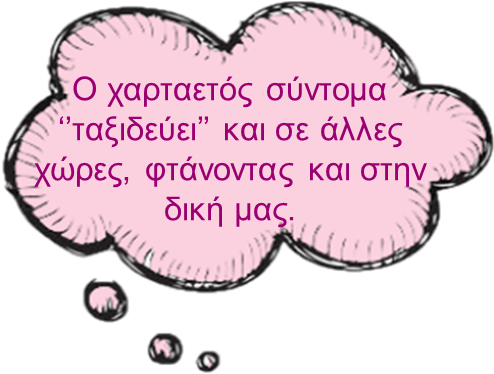 Ο χαρταετός σύντομα
‘’ταξιδεύει’’ και σε άλλες
χώρες, φτάνοντας και στην
δική μας.